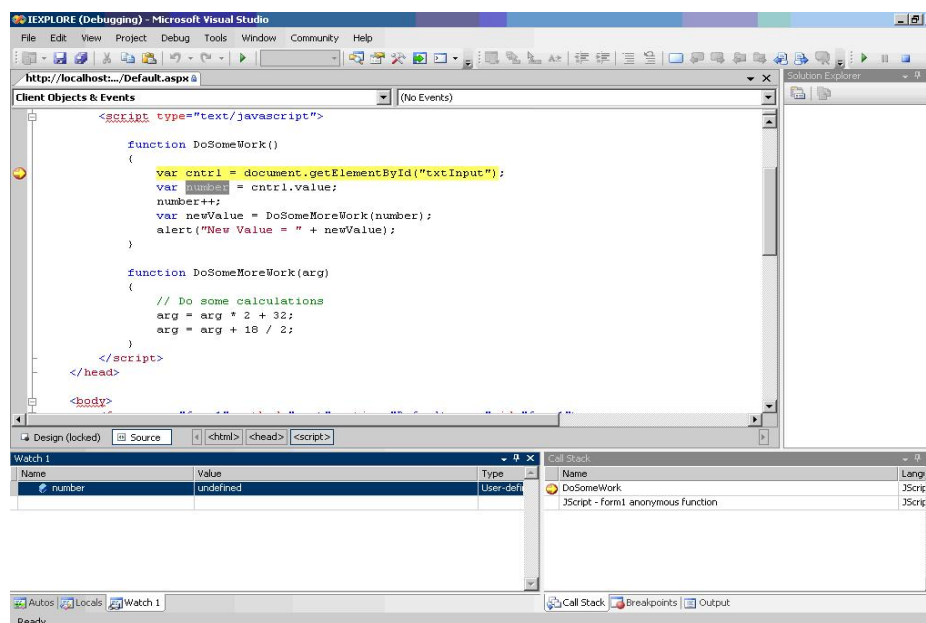 IEXPLORE (Debugging) - Microsoft Visual Studio
File Edit View Project Debug Tools Window Community Help
http://localhost:.../Default.aspx
Solution Explorer
Client Objects & Events
(No Events)
<script type="text/javascript">
function DoSomeWork()
{
var cntrl = document.getElementById("txtInput");
var number = cntrl.value;
number++;
var newValue = DoSomeMoreWork(number);
alert("New Value = " + newValue);
}
function DoSomeMoreWork(arg)
{
// Do some calculations
arg = arg * 2 + 32;
arg = arg + 18 / 2;
}
</script>
</head>
<body>
Design (locked) Source <html> <head> <script>
Watch 1
Call Stack
Name Value Type
Name Lang
number undefined User-defi
DoSomeWork JScrip
JScript - form1 anonymous function JScrip
Autos Locals Watch 1
Call Stack Breakpoints Output
Ready